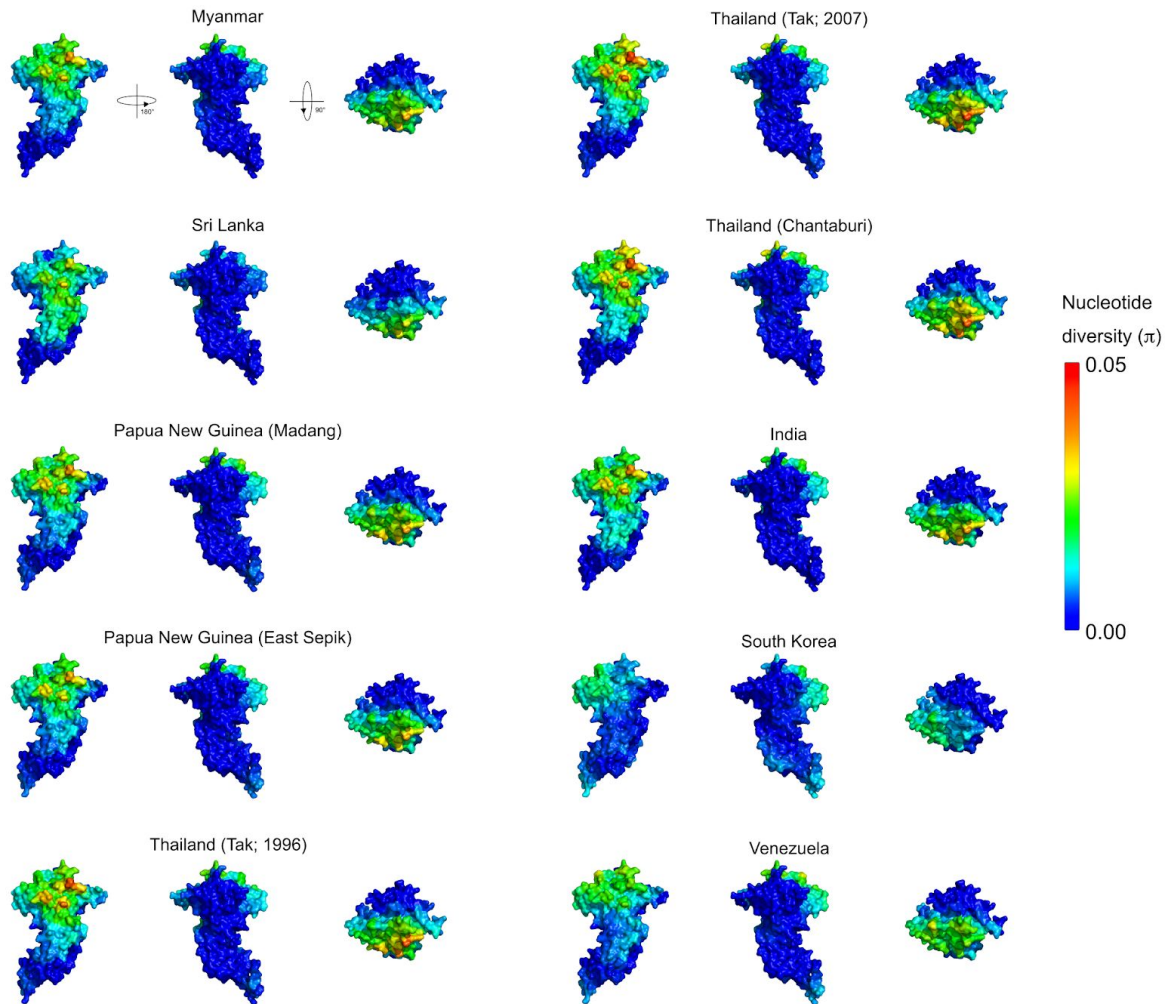 Myanmar
180°
90°
Thailand (Tak; 2007)
Sri Lanka
Thailand (Chantaburi)
Nucleotide
diversity (π)
0.05
0.00
Papua New Guinea (Madang)
India
Papua New Guinea (East Sepik)
South Korea
Thailand (Tak; 1996)
Venezuela